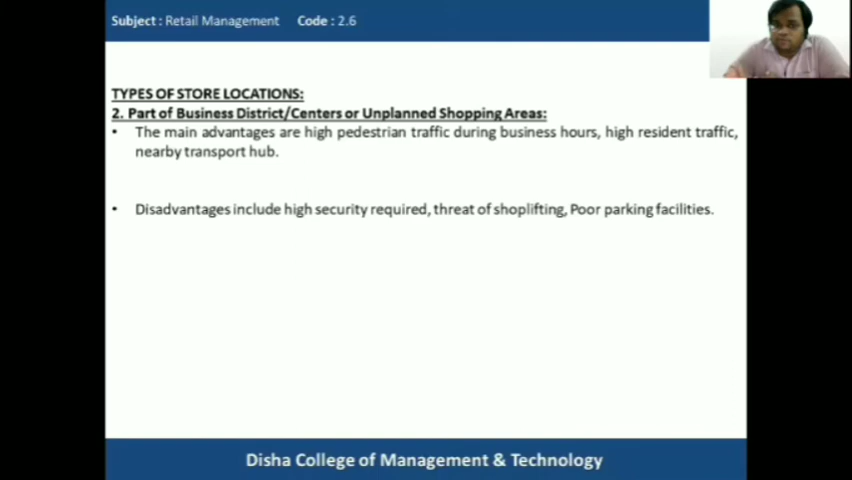 Subject : Retail Management Code : 2.6
TYPES OF STORE LOCATIONS:
2. Part of Business District/Centers or Unplanned Shopping Areas:
• The main advantages are high pedestrian traffic during business hours, high resident traffic,
nearby transport hub.
• Disadvantages include high security required, threat of shoplifting, Poor parking facilities.
Disha College of Management & Technology